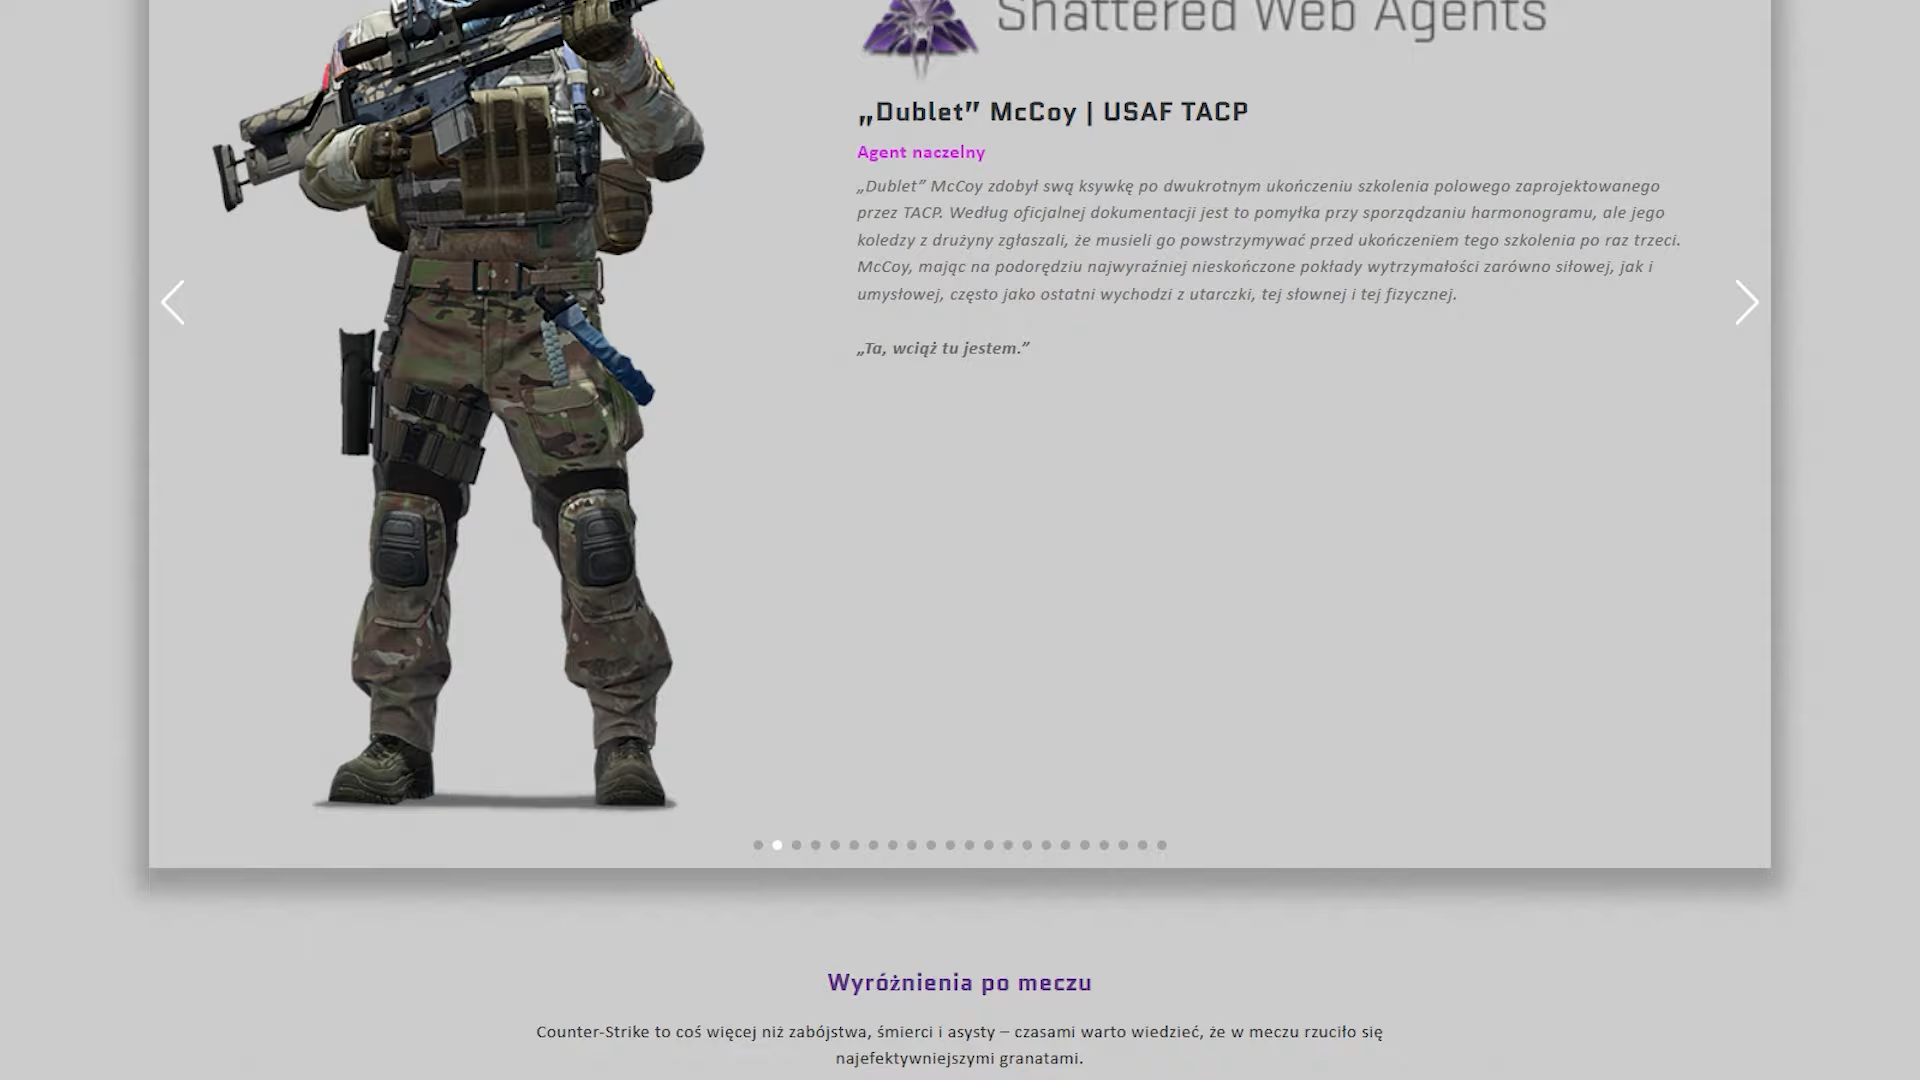 Shattered Web Agents
„Dublet” McCoy | USAF TACP
Agent naczelny
„Dublet” McCoy zdobył swą ksywkę po dwukrotnym ukończeniu szkolenia polowego zaprojektowanego
przez TACP. Według oficjalnej dokumentacji jest to pomyłka przy sporządzaniu harmonogramu, ale jego
koledzy z drużyny zgłaszali, że musieli go powstrzymywać przed ukończeniem tego szkolenia po raz trzeci.
McCoy, mając na podorędziu najwyraźniej nieskończone pokłady wytrzymałości zarówno siłowej, jak i
umysłowej, często jako ostatni wychodzi z utarczki, tej słownej i tej fizycznej.
„Ta, wciąż tu jestem.”
Wyróżnienia po meczu
Counter-Strike to coś więcej niż zabójstwa, śmierci i asysty – czasami warto wiedzieć, że w meczu rzuciło się
najefektywniejszymi granatami.